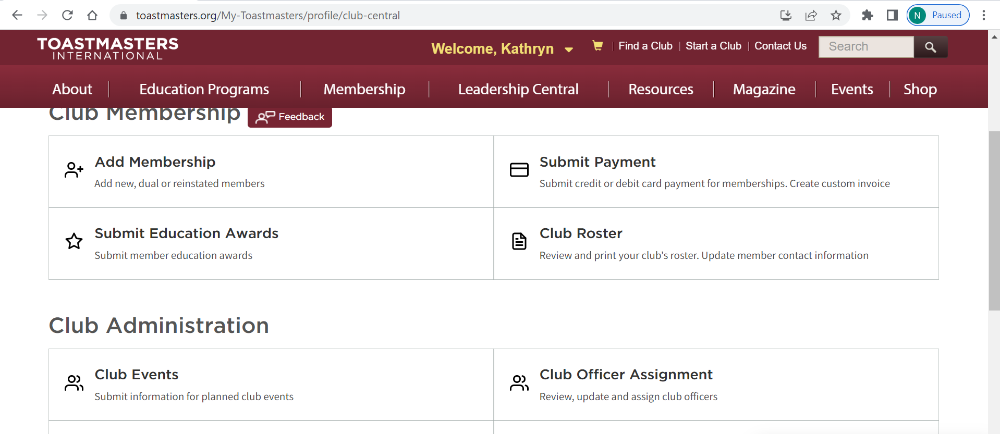 toastmasters.org/My-Toastmasters/profile/club-central
N Paused
TOASTMASTERS
INTERNATIONAL
Welcome, Kathryn
Find a Club | Start a Club | Contact Us
Search
About
Education Programs
Membership
Leadership Central
Resources
Magazine
Events
Shop
Club Membership
Feedback
Add Membership
Add new, dual or reinstated members
Submit Payment
Submit credit or debit card payment for memberships. Create custom invoice
Submit Education Awards
Submit member education awards
Club Roster
Review and print your club's roster. Update member contact information
Club Administration
Club Events
Submit information for planned club events
Club Officer Assignment
Review, update and assign club officers